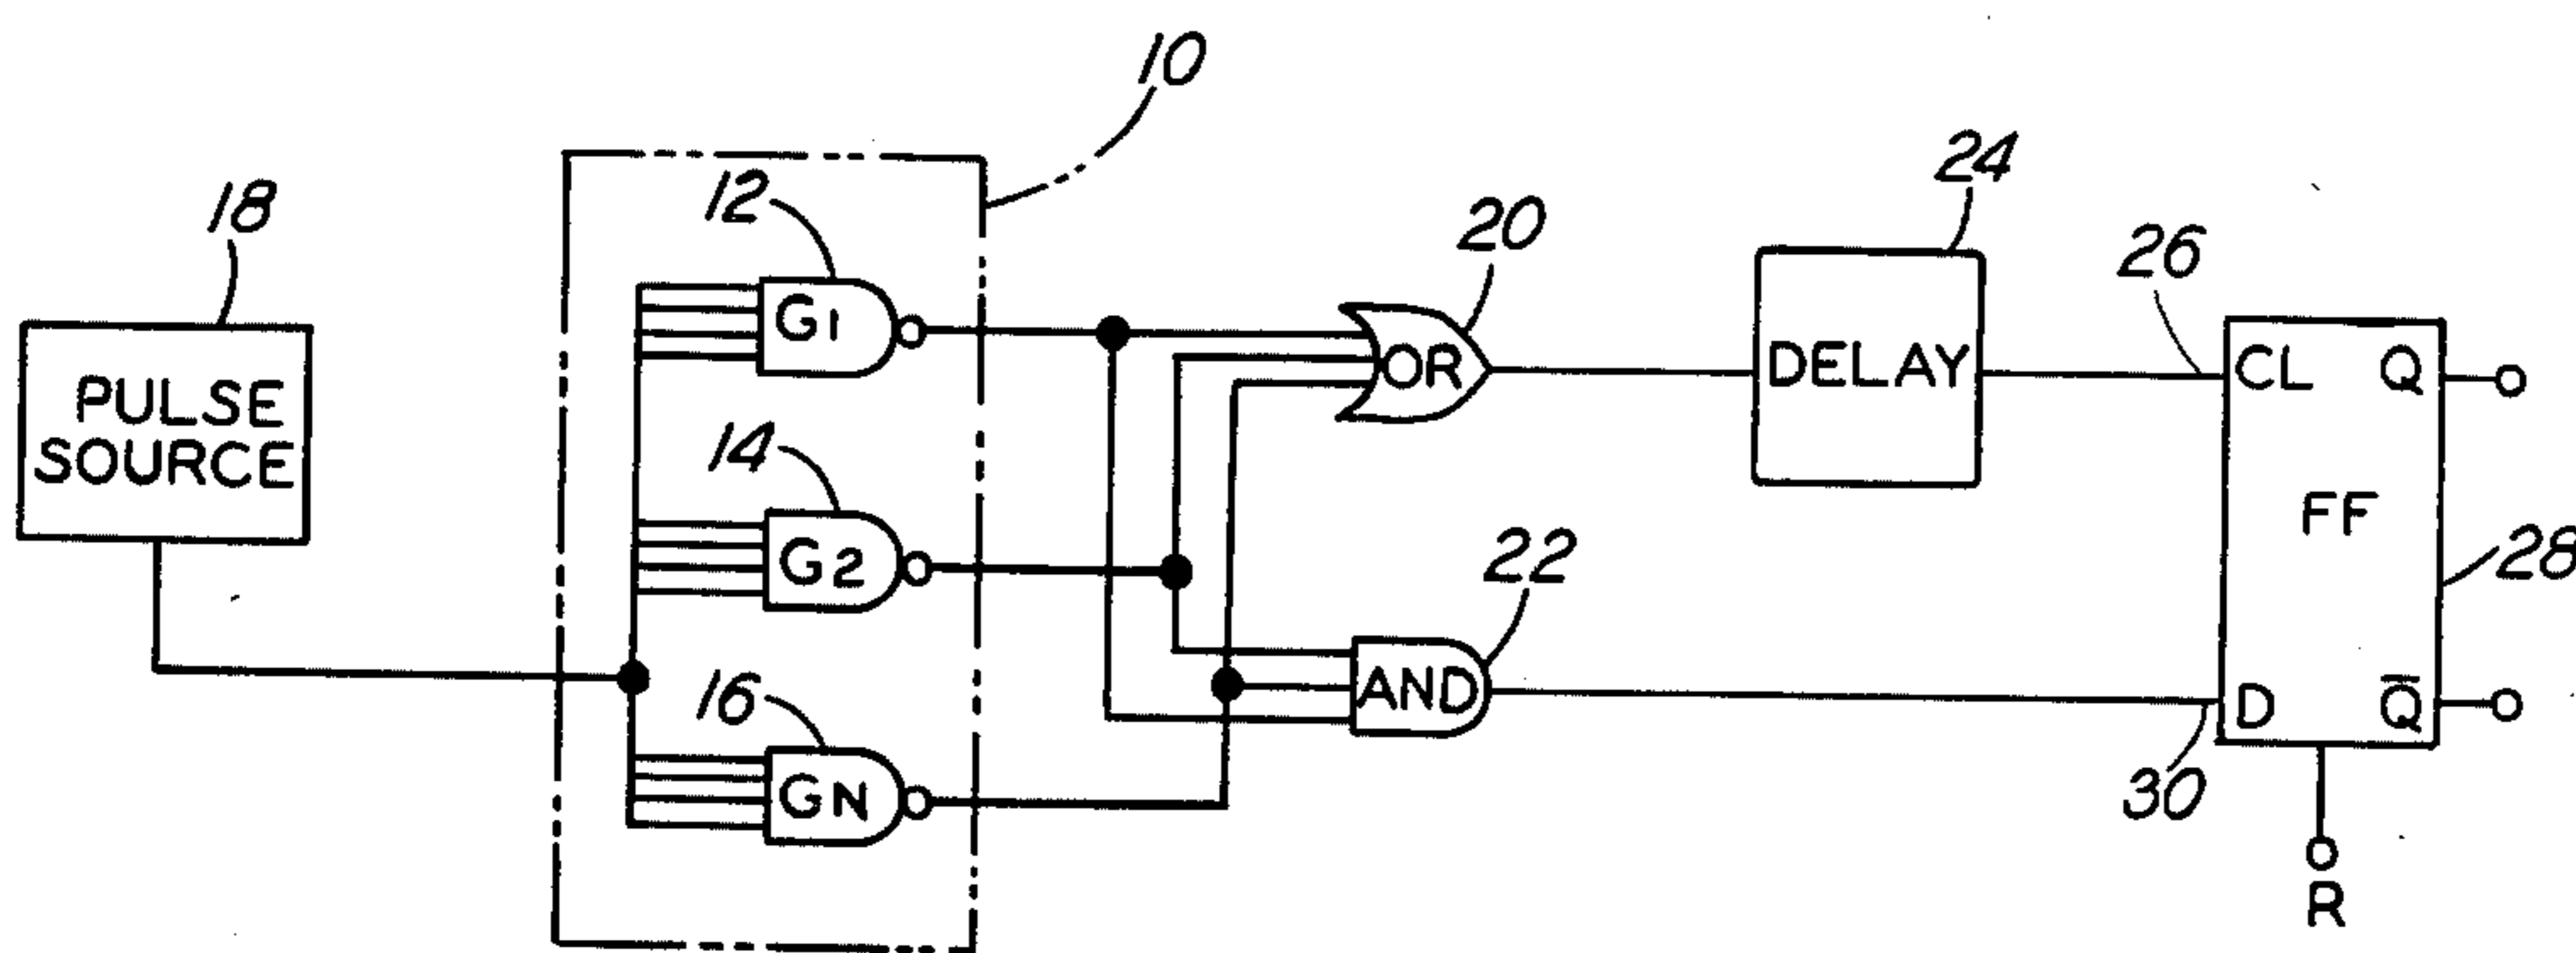 10
18
12
G1
PULSE
SOURCE
14
G2
16
GN
20
OR
24
DELAY
26
CL
Q
FF
22
AND
28
D
Q̅
30
R